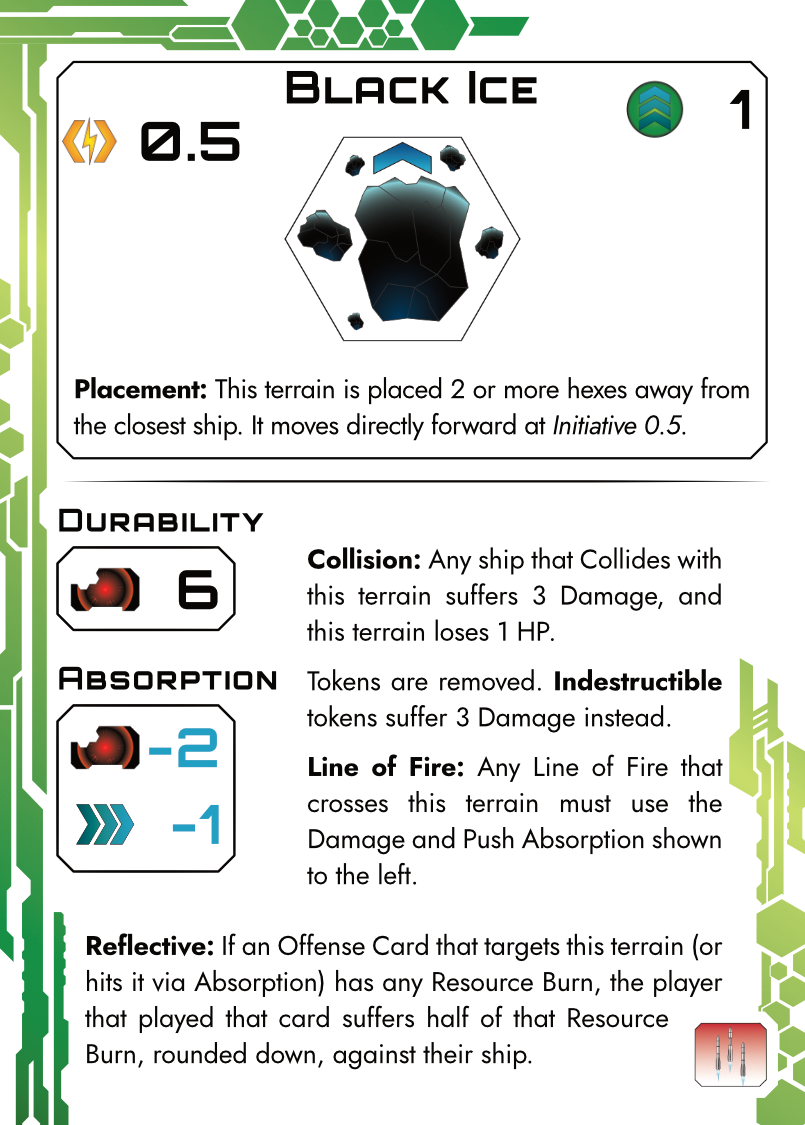 BLACK ICE
0.5
1
Placement: This terrain is placed 2 or more hexes away from
the closest ship. It moves directly forward at Initiative 0.5.
DURABILITY
6
Collision: Any ship that Collides with
this terrain suffers 3 Damage, and
this terrain loses 1 HP.
ABSORPTION
-2
-1
Tokens are removed. Indestructible
tokens suffer 3 Damage instead.
Line of Fire: Any Line of Fire that
crosses this terrain must use the
Damage and Push Absorption shown
to the left.
Reflective: If an Offense Card that targets this terrain (or
hits it via Absorption) has any Resource Burn, the player
that played that card suffers half of that Resource
Burn, rounded down, against their ship.